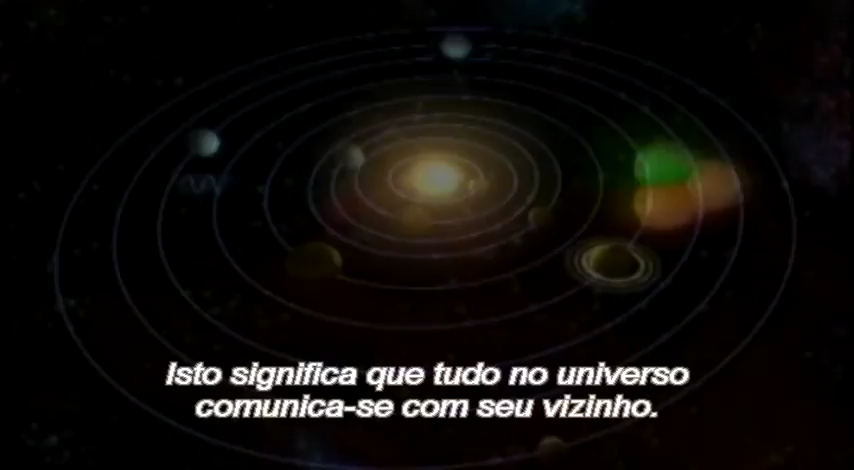 Isto significa que tudo no universo
comunica-se com seu vizinho.